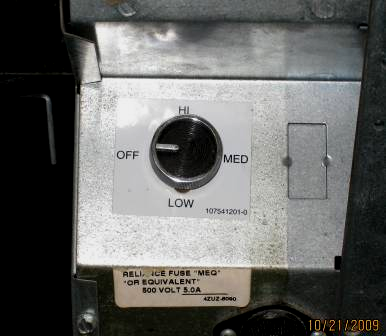 HI
OFF
MED
LOW
107541201-0
RELIANCE FUSE "MEQ"
"OR EQUIVALENT"
500 VOLT 5.0A
4ZUZ-6060
10/21/2009